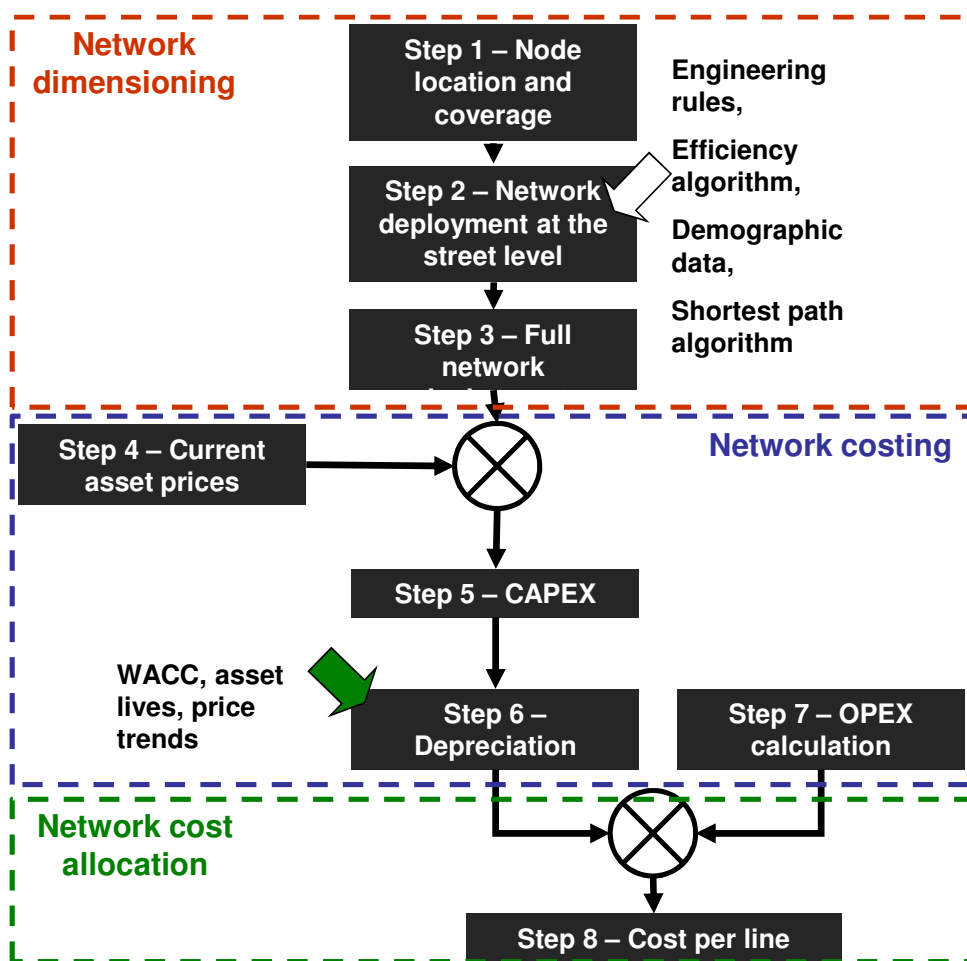 Network
dimensioning
Step 1 – Node
location and
coverage
Engineering
rules,
Efficiency
algorithm,
Demographic
data,
Shortest path
algorithm
Step 2 – Network
deployment at the
street level
Step 3 – Full
network
Network costing
Step 4 – Current
asset prices
Step 5 – CAPEX
WACC, asset
lives, price
trends
Step 6 –
Depreciation
Step 7 – OPEX
calculation
Network cost
allocation
Step 8 – Cost per line